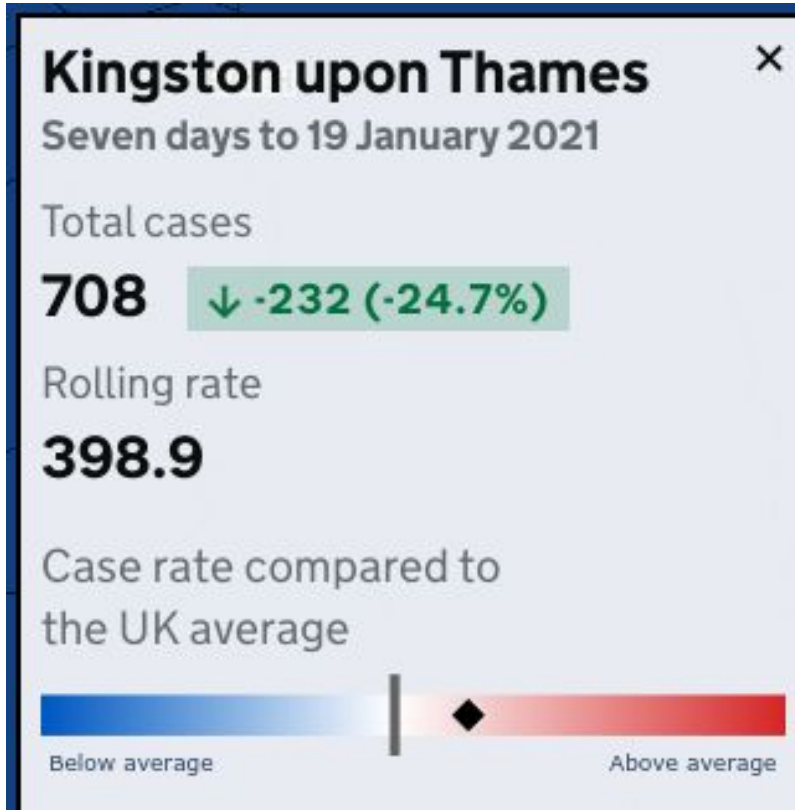 Kingston upon Thames ×
Seven days to 19 January 2021
Total cases
708 ↓ -232 (-24.7%)
Rolling rate
398.9
Case rate compared to
the UK average
Below average Above average